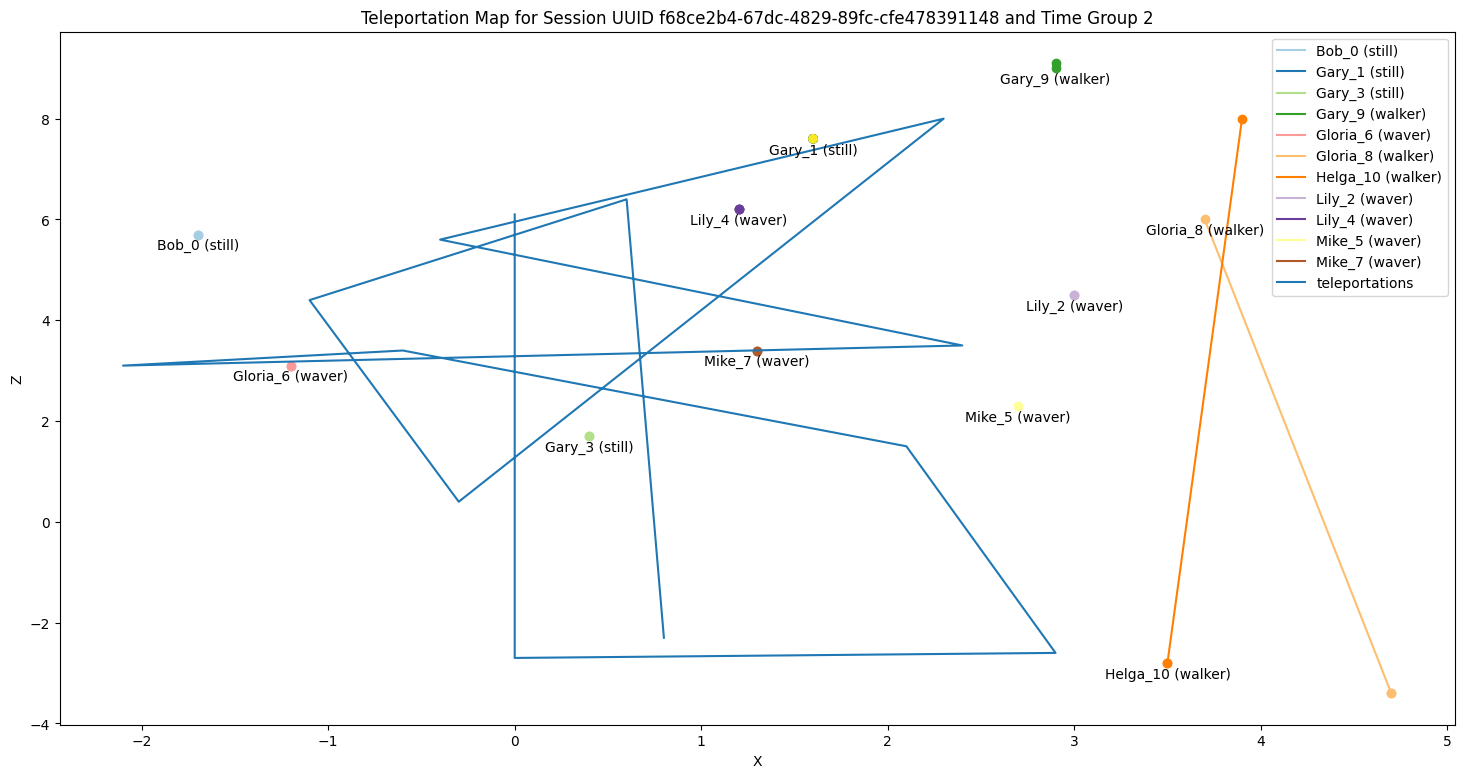 Teleportation Map for Session UUID f68ce2b4-67dc-4829-89fc-cfe478391148 and Time Group 2
Bob_0 (still)
Gary_1 (still)
Gary_3 (still)
Gary_9 (walker)
Gloria_6 (waver)
Gloria_8 (walker)
Helga_10 (walker)
Lily_2 (waver)
Lily_4 (waver)
Mike_5 (waver)
Mike_7 (waver)
teleportations
Gary_9 (walker)
Gary_1 (still)
Lily_4 (waver)
Gloria_8 (walker)
Bob_0 (still)
Lily_2 (waver)
Mike_7 (waver)
Gloria_6 (waver)
Mike_5 (waver)
Gary_3 (still)
Helga_10 (walker)
Z
8
6
4
2
0
−2
−4
−2
−1
0
1
2
3
4
5
X